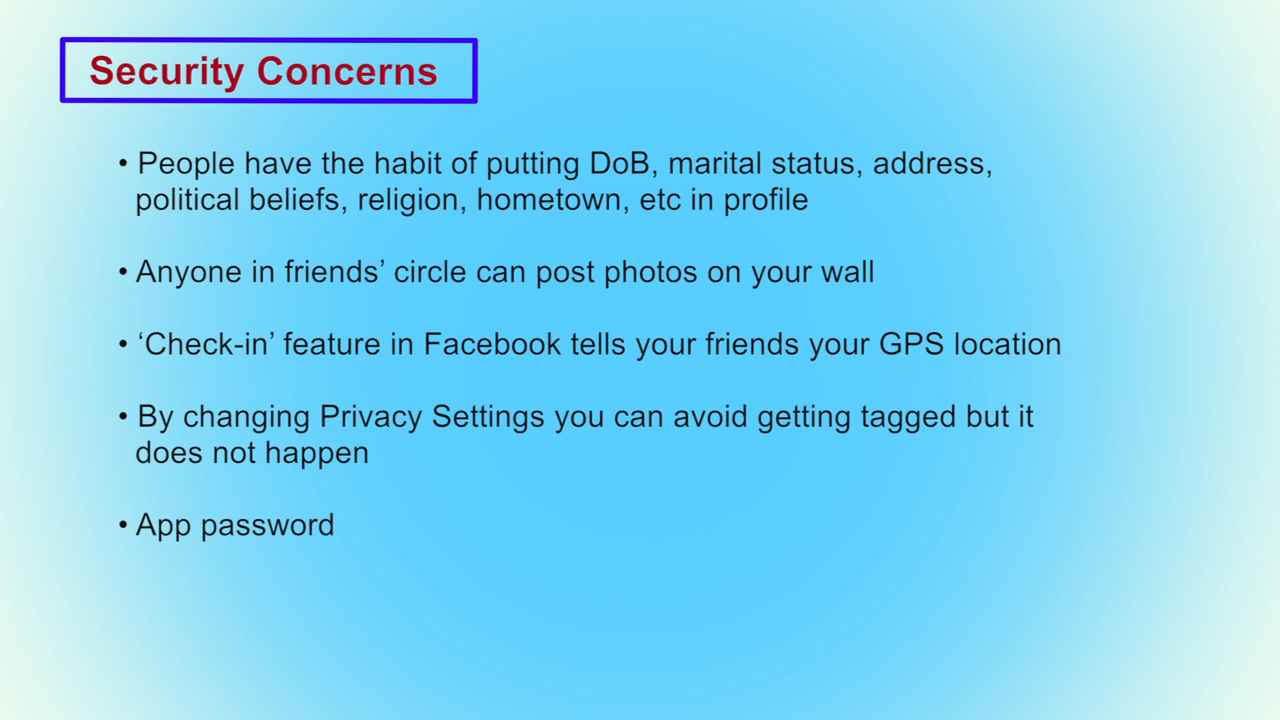 Security Concerns
• People have the habit of putting DoB, marital status, address,
political beliefs, religion, hometown, etc in profile
• Anyone in friends’ circle can post photos on your wall
• ‘Check-in’ feature in Facebook tells your friends your GPS location
• By changing Privacy Settings you can avoid getting tagged but it
does not happen
• App password